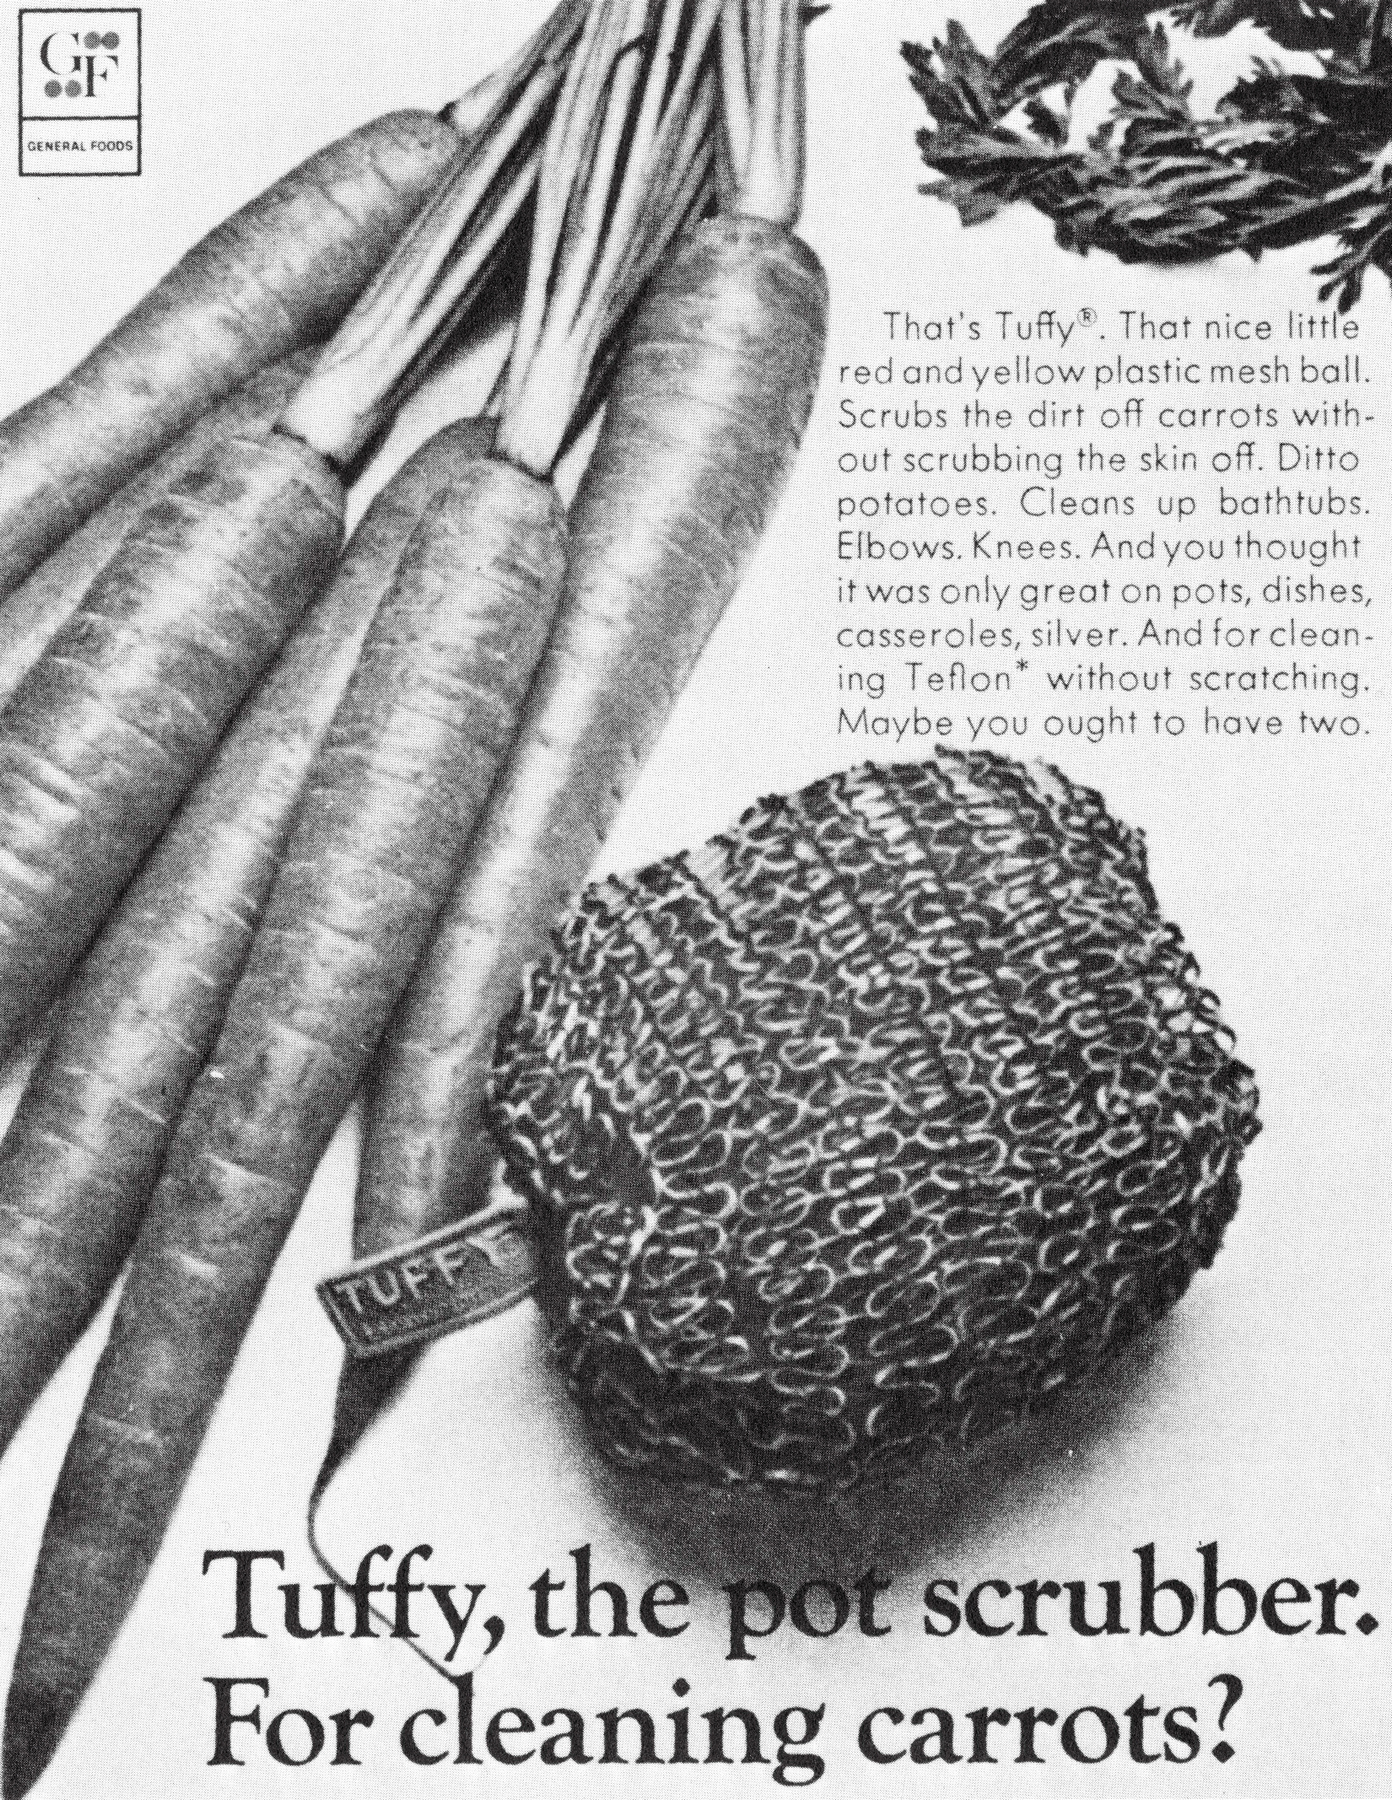 GF
GENERAL FOODS
That's Tuffy®. That nice little
red and yellow plastic mesh ball.
Scrubs the dirt off carrots with-
out scrubbing the skin off. Ditto
potatoes. Cleans up bathtubs.
Elbows. Knees. And you thought
it was only great on pots, dishes,
casseroles, silver. And for clean-
ing Teflon* without scratching.
Maybe you ought to have two.
TUFFY®
Tuffy, the pot scrubber.
For cleaning carrots?